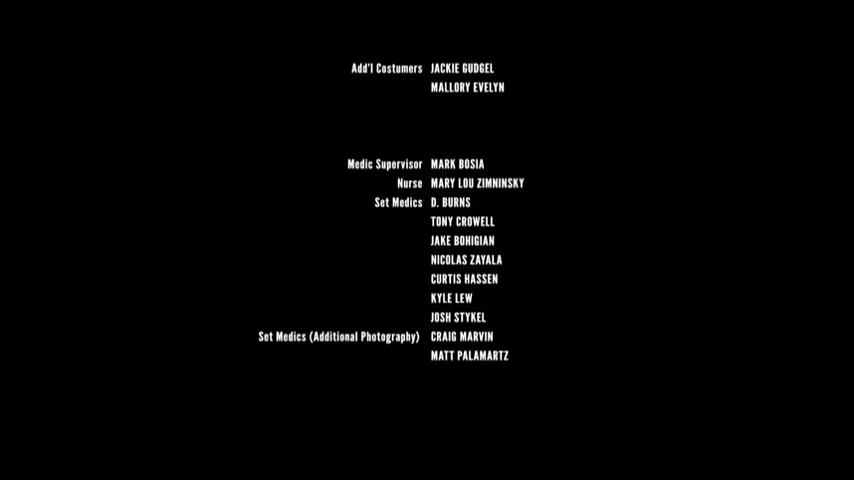 Add'l Costumers JACKIE GUDGEL
MALLORY EVELYN
Medic Supervisor MARK BOSIA
Nurse MARY LOU ZIMNINSKY
Set Medics D. BURNS
TONY CROWELL
JAKE BOHIGIAN
NICOLAS ZAYALA
CURTIS HASSEN
KYLE LEW
JOSH STYKEL
Set Medics (Additional Photography) CRAIG MARVIN
MATT PALAMARTZ